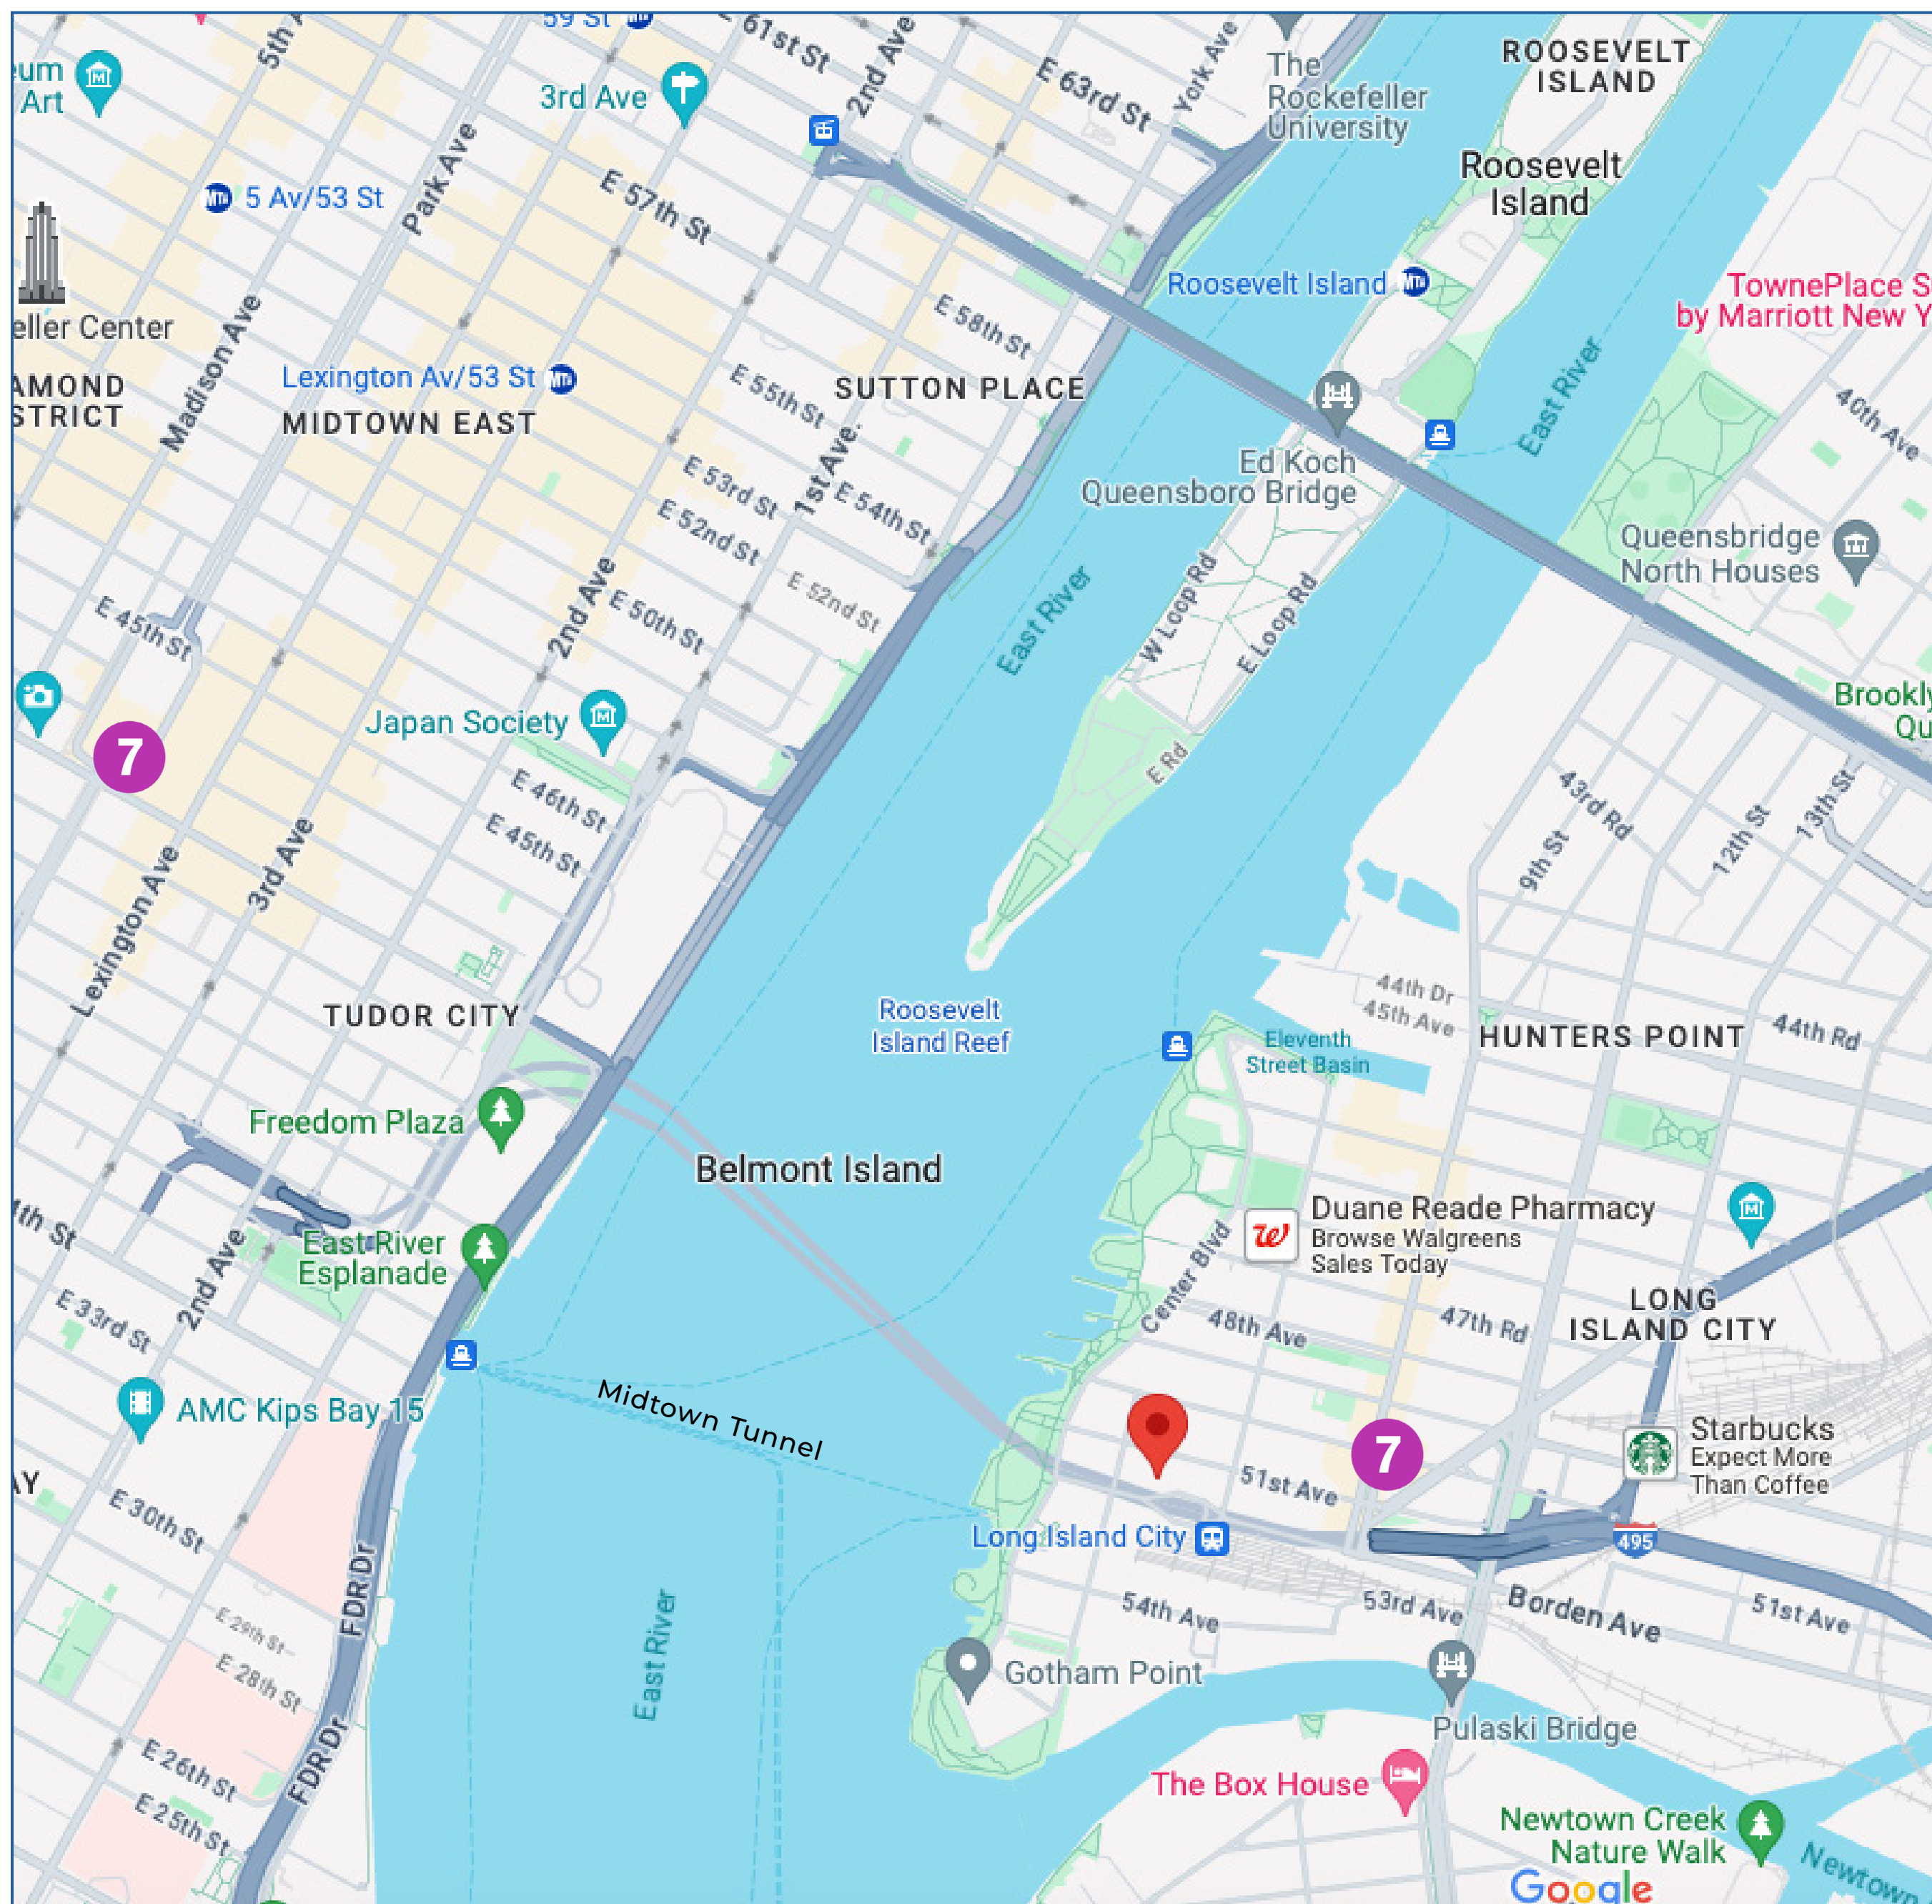 59 St
E 61st St
2nd Ave
5th A
eum
Art
3rd Ave
E 63rd St
York Ave
The
Rockefeller
University
ROOSEVELT
ISLAND
Roosevelt
Island
5 Av/53 St
Park Ave
E 57th St
Roosevelt Island
TownePlace S
by Marriott New Y
eller Center
Madison Ave
E 58th St
East River
40th Ave
AMOND
STRICT
Lexington Av/53 St
MIDTOWN EAST
E 55th St
SUTTON PLACE
1st Ave.
E 53rd St
E 54th St
E 52nd St
Ed Koch
Queensboro Bridge
Queensbridge
North Houses
E 45th St
2nd Ave
E 50th St
E 52nd St
East River
W Loop Rd
E Loop Rd
Brookly
Qu
Japan Society
7
E 46th St
E 45th St
E Rd
43rd Rd
9th St
12th St
13th St
Lexington Ave
3rd Ave
TUDOR CITY
Roosevelt
Island Reef
44th Dr
45th Ave
Eleventh
Street Basin
HUNTERS POINT
44th Rd
Freedom Plaza
Belmont Island
Duane Reade Pharmacy
Browse Walgreens
Sales Today
4th St
2nd Ave
East River
Esplanade
Center Blvd
48th Ave
47th Rd
LONG
ISLAND CITY
E 33rd St
AMC Kips Bay 15
Midtown Tunnel
7
Starbucks
Expect More
Than Coffee
AY
E 30th St
51st Ave
Long Island City
495
FDR Dr
E 29th St
E 28th St
East River
54th Ave
53rd Ave
Borden Ave
51st Ave
Gotham Point
Pulaski Bridge
E 26th St
FDR Dr
E 25th St
The Box House
Newtown Creek
Nature Walk
Newtown
Google